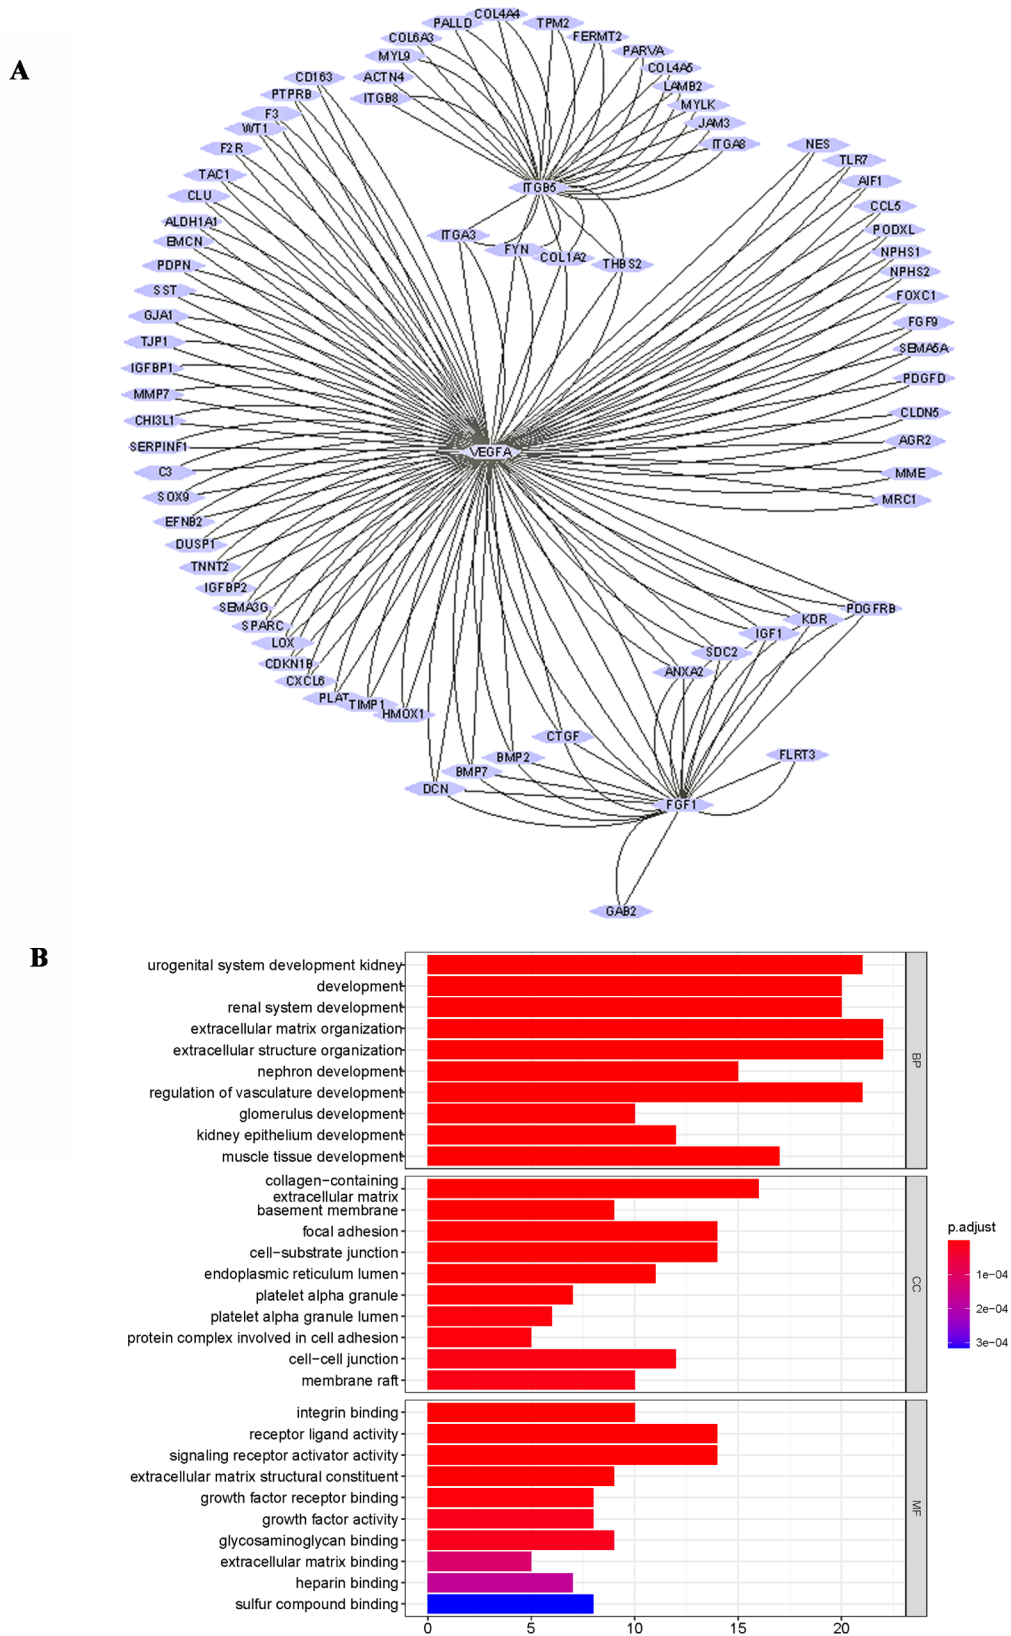 A
COL4A4
PALLD
TPM2
COL6A3
FERMT2
MYL9
PARVA
COL4A5
ACTN4
CD163
LAMB2
PTPRB
ITGB8
MYLK
F3
JAM3
WT1
ITGA8
NES
F2R
TLR7
TAC1
AIF1
ITGB5
CLU
CCL5
ALDH1A1
PODXL
ITGA3
EMCN
FYN
NPHS1
COL1A2
PDPN
THBS2
NPHS2
SST
FOXC1
GJA1
FGF9
TJP1
SEMA5A
IGFBP1
PDGFD
MMP7
CLDN5
CHI3L1
AGR2
SERPINF1
VEGFA
C3
MME
SOX9
MRC1
EFNB2
DUSP1
TNNT2
IGFBP2
SEMA3G
PDGFRB
SPARC
KDR
IGF1
LOX
SDC2
CDKN1B
ANXA2
CXCL6
PLAT
TIMP1
HMOX1
CTGF
BMP2
FLRT3
BMP7
DCN
FGF1
GAB2
B
urogenital system development kidney
development
renal system development
extracellular matrix organization
extracellular structure organization
nephron development
regulation of vasculature development
glomerulus development
kidney epithelium development
muscle tissue development
BP
collagen−containing
extracellular matrix
basement membrane
focal adhesion
cell−substrate junction
endoplasmic reticulum lumen
platelet alpha granule
platelet alpha granule lumen
protein complex involved in cell adhesion
cell−cell junction
membrane raft
CC
p.adjust
1e−04
2e−04
3e−04
integrin binding
receptor ligand activity
signaling receptor activator activity
extracellular matrix structural constituent
growth factor receptor binding
growth factor activity
glycosaminoglycan binding
extracellular matrix binding
heparin binding
sulfur compound binding
MF
0 5 10 15 20